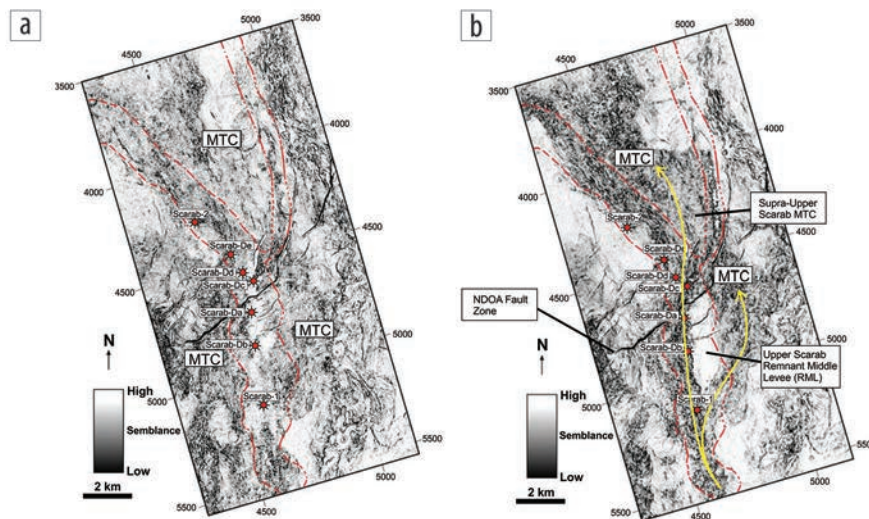 a
5000
3500
4500
3500
4000
MTC
4000
Scarab-2
4500
Scarab-De
Scarab-Dd
Scarab-Dc
4500
Scarab-Da
MTC
Scarab-Db
MTC
5000
N
Scarab-1
5000
High
Semblance
Low
2 km
5500
4500
5000
5500
b
5000
3500
4500
3500
4000
MTC
4000
Supra-Upper
Scarab MTC
4500
MTC
NDOA Fault
Zone
4500
Scarab-Dd
Scarab-Dc
Scarab-Da
Scarab-Db
5000
Upper Scarab
Remnant Middle
Levee (RML)
N
Scarab-1
5000
High
Semblance
Low
2 km
5500
4500
5000